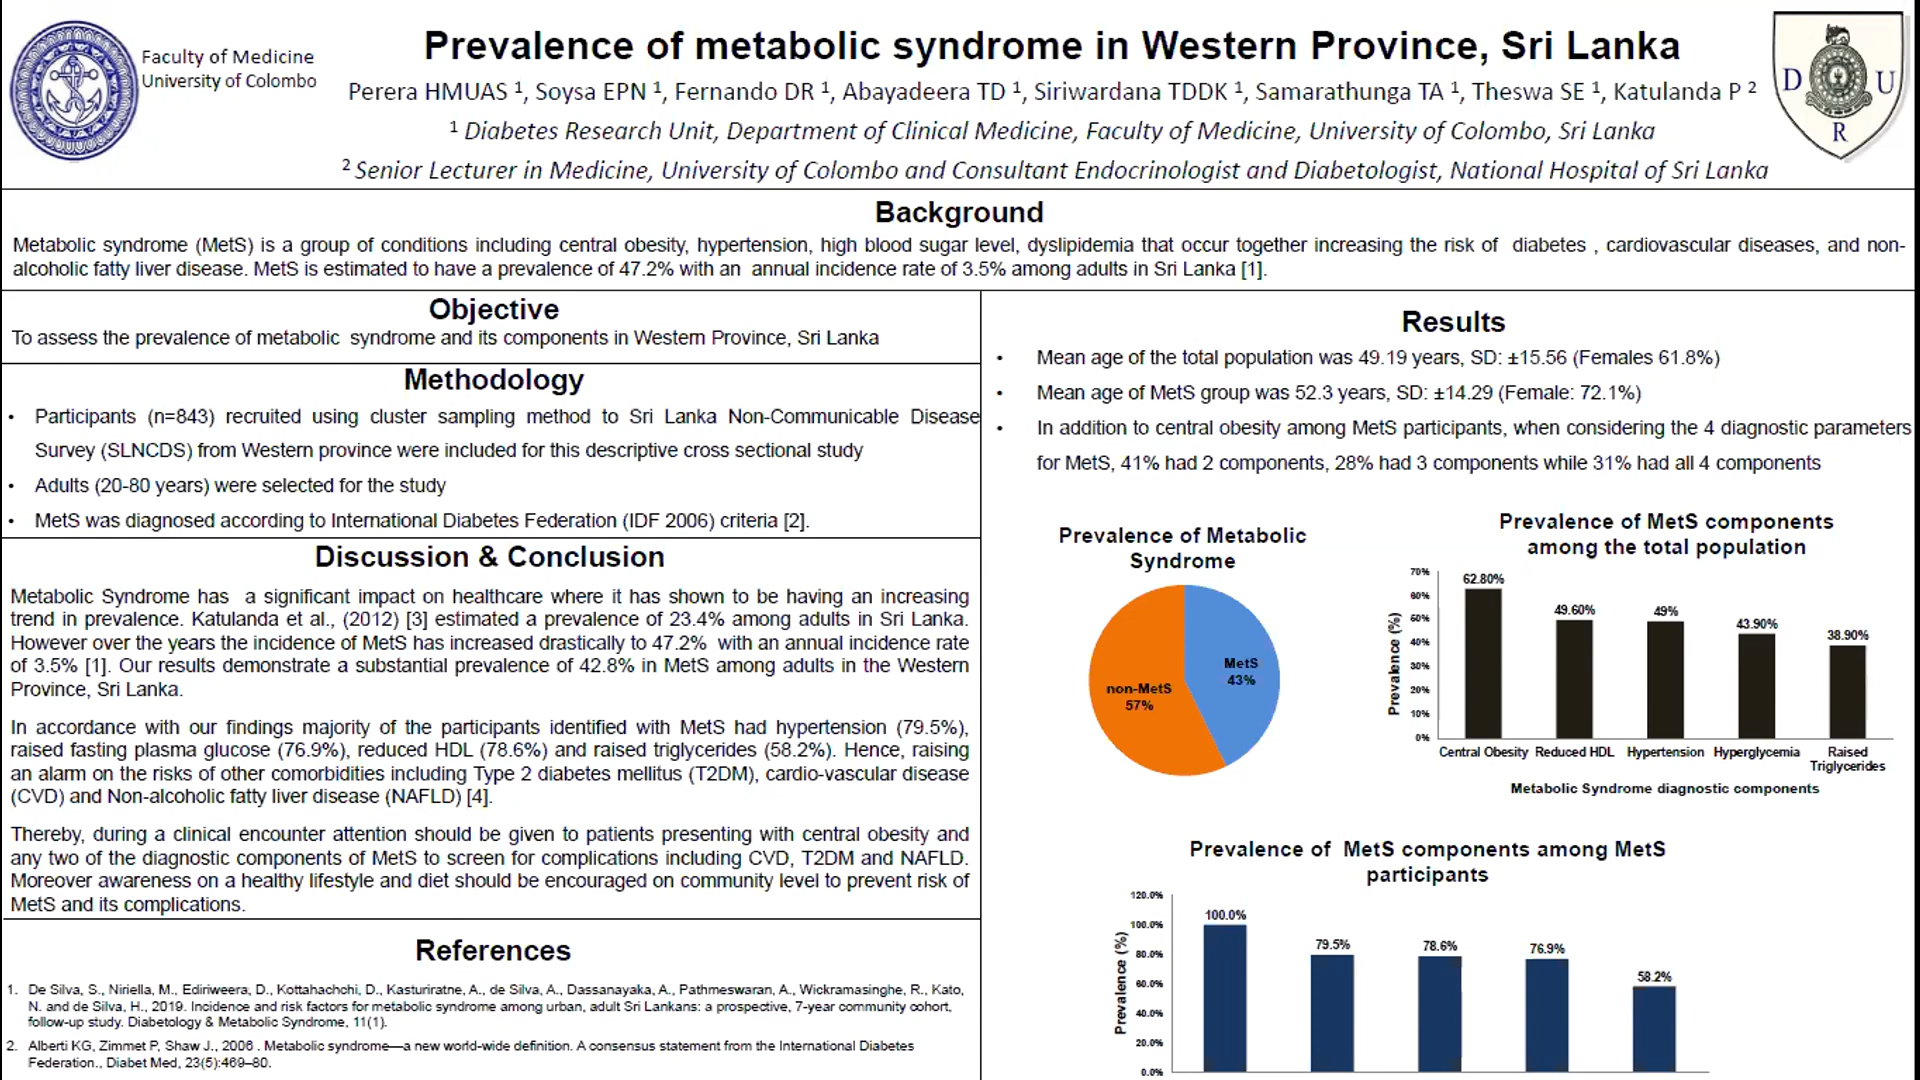 Faculty of Medicine
University of Colombo
Prevalence of metabolic syndrome in Western Province, Sri Lanka
Perera HMUAS 1, Soysa EPN 1, Fernando DR 1, Abayadeera TD 1, Siriwardana TDDK 1, Samarathunga TA 1, Theswa SE 1, Katulanda P 2
1 Diabetes Research Unit, Department of Clinical Medicine, Faculty of Medicine, University of Colombo, Sri Lanka
2 Senior Lecturer in Medicine, University of Colombo and Consultant Endocrinologist and Diabetologist, National Hospital of Sri Lanka
D U
R
Background
Metabolic syndrome (MetS) is a group of conditions including central obesity, hypertension, high blood sugar level, dyslipidemia that occur together increasing the risk of diabetes , cardiovascular diseases, and non-
alcoholic fatty liver disease. MetS is estimated to have a prevalence of 47.2% with an annual incidence rate of 3.5% among adults in Sri Lanka [1].
Objective
To assess the prevalence of metabolic syndrome and its components in Western Province, Sri Lanka
Methodology
• Participants (n=843) recruited using cluster sampling method to Sri Lanka Non-Communicable Disease
Survey (SLNCDS) from Western province were included for this descriptive cross sectional study
• Adults (20-80 years) were selected for the study
• MetS was diagnosed according to International Diabetes Federation (IDF 2006) criteria [2].
Discussion & Conclusion
Metabolic Syndrome has a significant impact on healthcare where it has shown to be having an increasing
trend in prevalence. Katulanda et al., (2012) [3] estimated a prevalence of 23.4% among adults in Sri Lanka.
However over the years the incidence of MetS has increased drastically to 47.2% with an annual incidence rate
of 3.5% [1]. Our results demonstrate a substantial prevalence of 42.8% in MetS among adults in the Western
Province, Sri Lanka.
In accordance with our findings majority of the participants identified with MetS had hypertension (79.5%),
raised fasting plasma glucose (76.9%), reduced HDL (78.6%) and raised triglycerides (58.2%). Hence, raising
an alarm on the risks of other comorbidities including Type 2 diabetes mellitus (T2DM), cardio-vascular disease
(CVD) and Non-alcoholic fatty liver disease (NAFLD) [4].
Thereby, during a clinical encounter attention should be given to patients presenting with central obesity and
any two of the diagnostic components of MetS to screen for complications including CVD, T2DM and NAFLD.
Moreover awareness on a healthy lifestyle and diet should be encouraged on community level to prevent risk of
MetS and its complications.
References
1. De Silva, S., Niriella, M., Ediriweera, D., Kottahachchi, D., Kasturiratne, A., de Silva, A., Dassanayaka, A., Pathmeswaran, A., Wickramasinghe, R., Kato,
N. and de Silva, H., 2019. Incidence and risk factors for metabolic syndrome among urban, adult Sri Lankans: a prospective, 7-year community cohort,
follow-up study. Diabetology & Metabolic Syndrome, 11(1).
2. Alberti KG, Zimmet P, Shaw J., 2006 . Metabolic syndrome—a new world-wide definition. A consensus statement from the International Diabetes
Federation., Diabet Med, 23(5):469–80.
Results
• Mean age of the total population was 49.19 years, SD: ±15.56 (Females 61.8%)
• Mean age of MetS group was 52.3 years, SD: ±14.29 (Female: 72.1%)
• In addition to central obesity among MetS participants, when considering the 4 diagnostic parameters
for MetS, 41% had 2 components, 28% had 3 components while 31% had all 4 components
Prevalence of Metabolic
Syndrome
MetS
43%
non-MetS
57%
Prevalence of MetS components
among the total population
Prevalence (%)
70%
60%
50%
40%
30%
20%
10%
0%
62.80%
49.60%
49%
43.90%
38.90%
Central Obesity Reduced HDL Hypertension Hyperglycemia Raised
Triglycerides
Metabolic Syndrome diagnostic components
Prevalence of MetS components among MetS
participants
Prevalence (%)
120.0%
100.0%
80.0%
60.0%
40.0%
20.0%
0.0%
100.0%
79.5%
78.6%
76.9%
58.2%